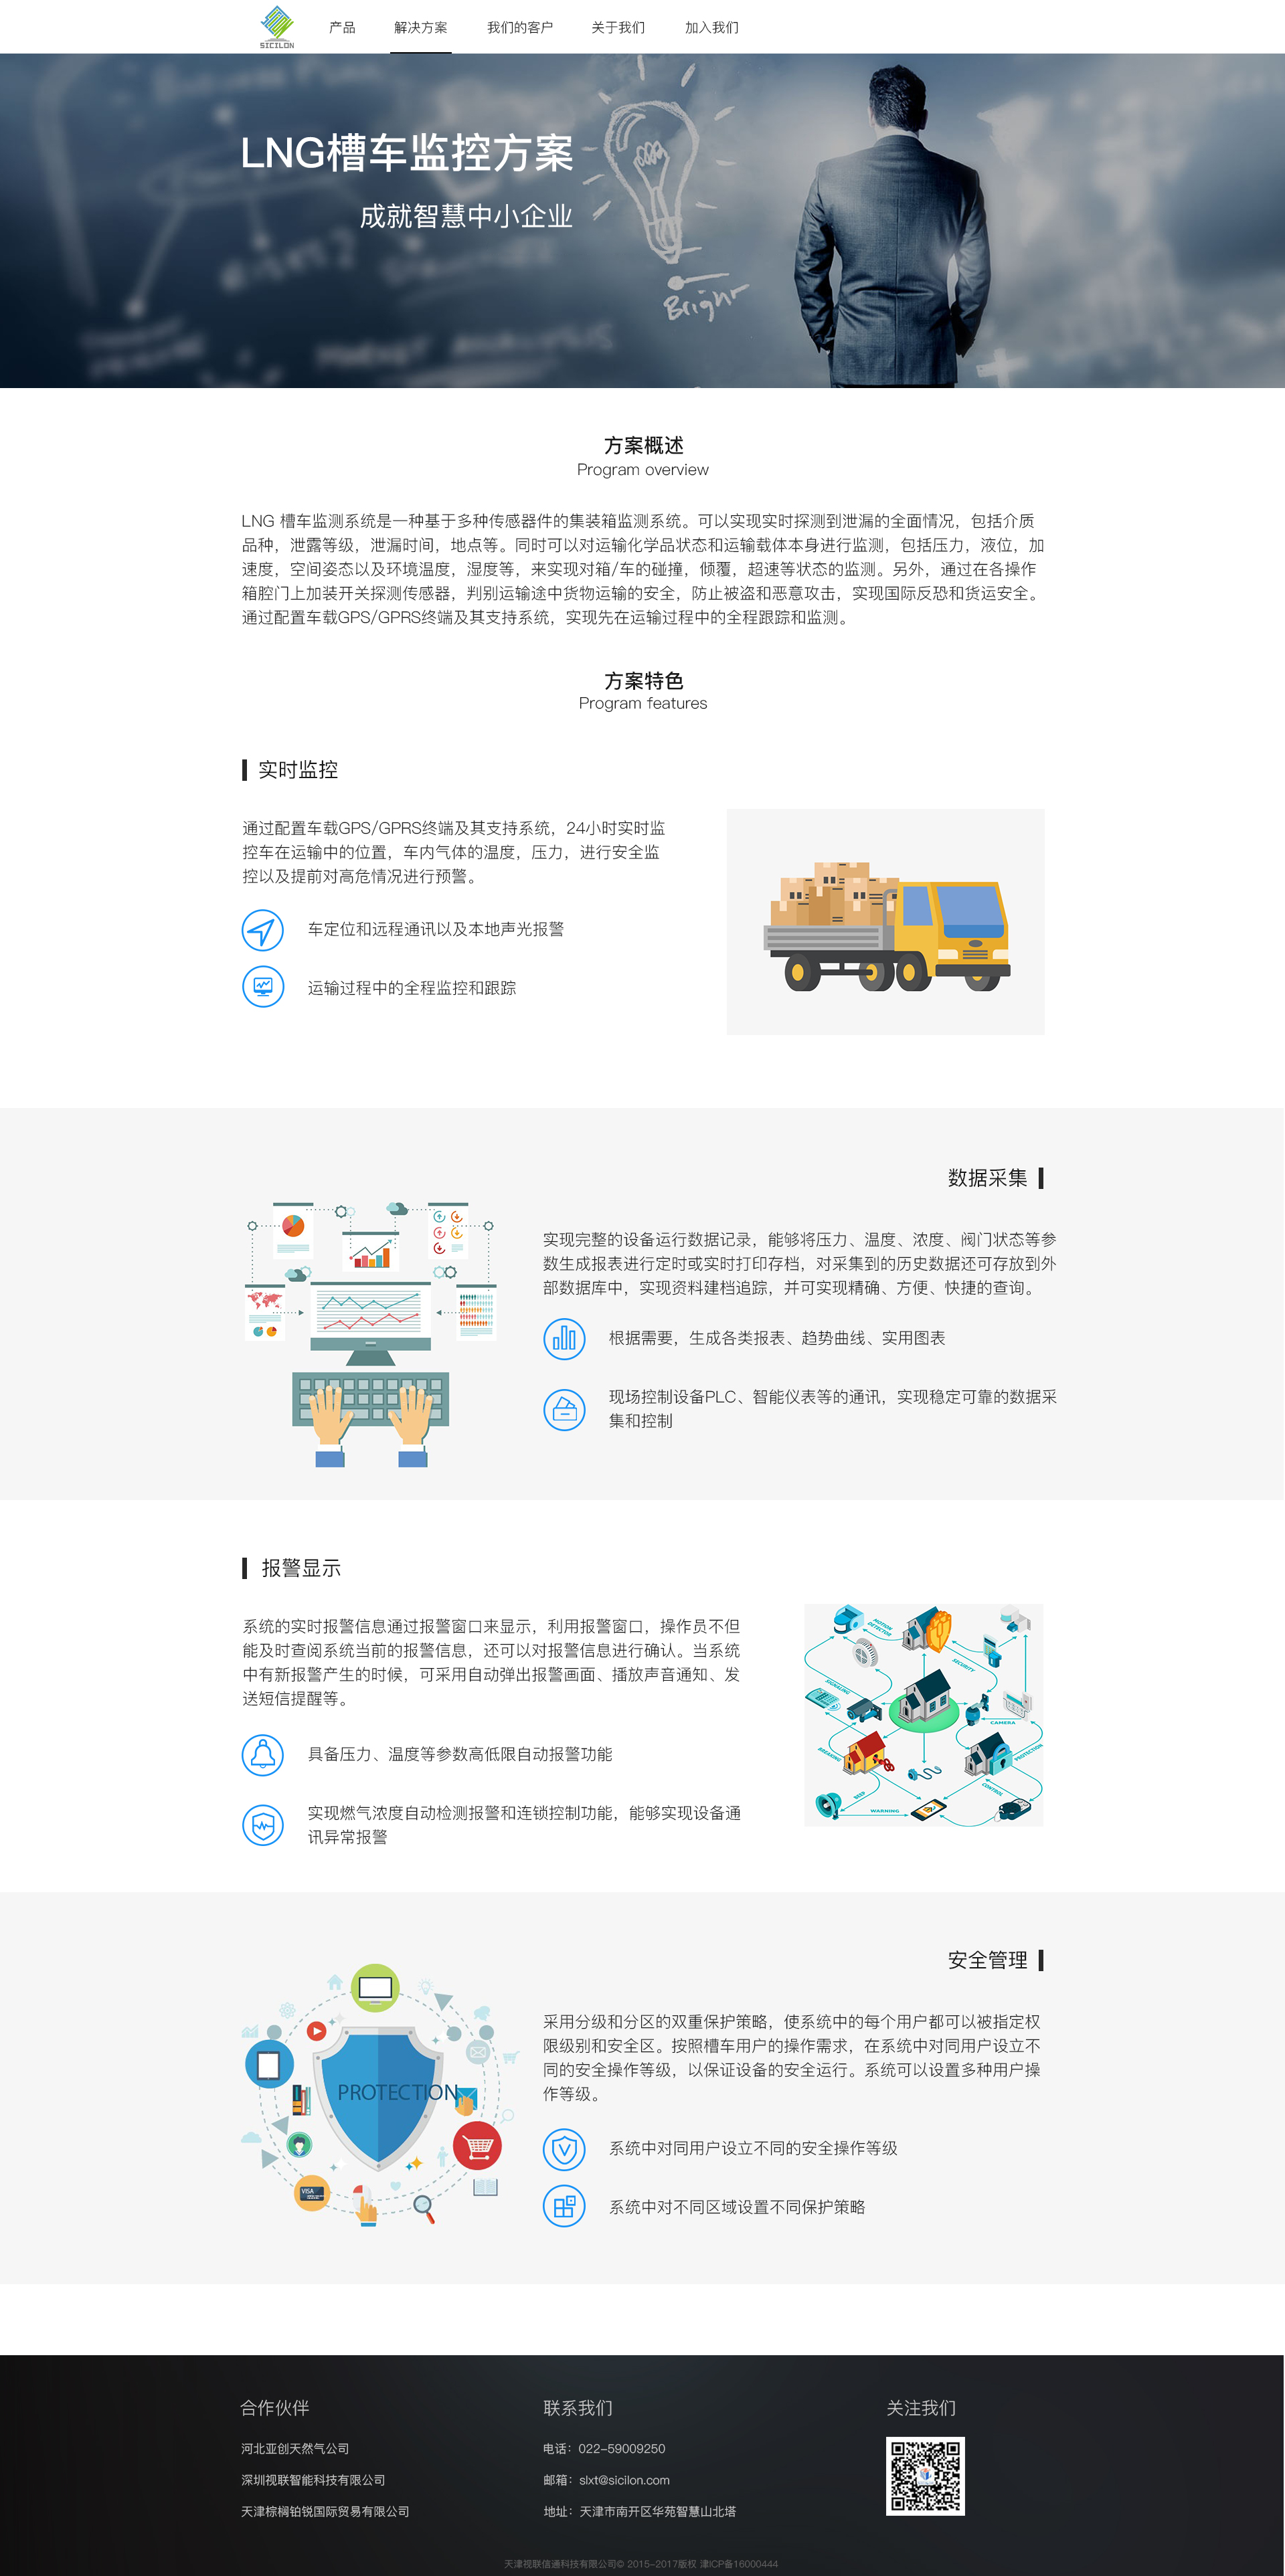 SICILON
产品 解决方案 我们的客户 关于我们 加入我们
LNG槽车监控方案
成就智慧中小企业
Bright
方案概述
Program overview
LNG 槽车监测系统是一种基于多种传感器件的集装箱监测系统。可以实现实时探测到泄漏的全面情况，包括介质
品种，泄露等级，泄漏时间，地点等。同时可以对运输化学品状态和运输载体本身进行监测，包括压力，液位，加
速度，空间姿态以及环境温度，湿度等，来实现对箱/车的碰撞，倾覆，超速等状态的监测。另外，通过在各操作
箱腔门上加装开关探测传感器，判别运输途中货物运输的安全，防止被盗和恶意攻击，实现国际反恐和货运安全。
通过配置车载GPS/GPRS终端及其支持系统，实现先在运输过程中的全程跟踪和监测。
方案特色
Program features
实时监控
通过配置车载GPS/GPRS终端及其支持系统，24小时实时监
控车在运输中的位置，车内气体的温度，压力，进行安全监
控以及提前对高危情况进行预警。
车定位和远程通讯以及本地声光报警
运输过程中的全程监控和跟踪
数据采集
实现完整的设备运行数据记录，能够将压力、温度、浓度、阀门状态等参
数生成报表进行定时或实时打印存档，对采集到的历史数据还可存放到外
部数据库中，实现资料建档追踪，并可实现精确、方便、快捷的查询。
根据需要，生成各类报表、趋势曲线、实用图表
现场控制设备PLC、智能仪表等的通讯，实现稳定可靠的数据采
集和控制
报警显示
系统的实时报警信息通过报警窗口来显示，利用报警窗口，操作员不但
能及时查阅系统当前的报警信息，还可以对报警信息进行确认。当系统
中有新报警产生的时候，可采用自动弹出报警画面、播放声音通知、发
送短信提醒等。
具备压力、温度等参数高低限自动报警功能
实现燃气浓度自动检测报警和连锁控制功能，能够实现设备通
讯异常报警
MOTION DETECTOR
SECURITY
SIGNALING
CAMERA
BREAKING
PROTECTION
BEEP
WARNING
CONTROL
安全管理
采用分级和分区的双重保护策略，使系统中的每个用户都可以被指定权
限级别和安全区。按照槽车用户的操作需求，在系统中对同用户设立不
同的安全操作等级，以保证设备的安全运行。系统可以设置多种用户操
作等级。
系统中对同用户设立不同的安全操作等级
系统中对不同区域设置不同保护策略
PROTECTION
VISA
合作伙伴
河北亚创天然气公司
深圳视联智能科技有限公司
天津棕榈铂锐国际贸易有限公司
联系我们
电话：022-59009250
邮箱：slxt@sicilon.com
地址：天津市南开区华苑智慧山北塔
关注我们
天津视联信通科技有限公司© 2015-2017版权 津ICP备16000444